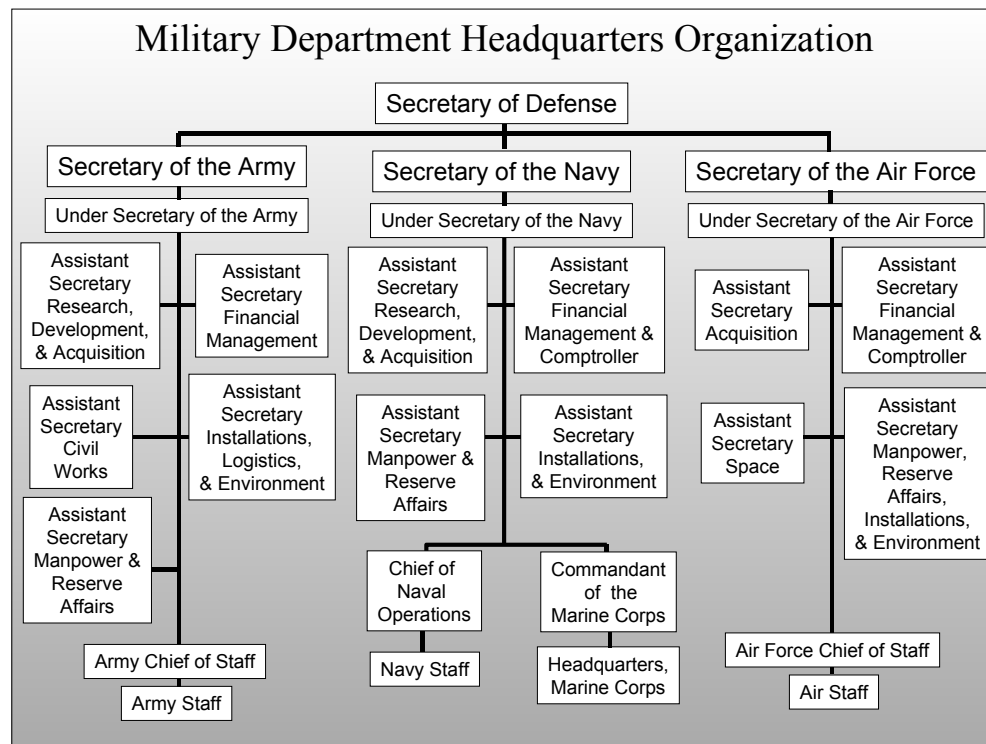 Military Department Headquarters Organization
Secretary of Defense
Secretary of the Army
Secretary of the Navy
Secretary of the Air Force
Under Secretary of the Army
Under Secretary of the Navy
Under Secretary of the Air Force
Assistant
Secretary
Research,
Development,
& Acquisition
Assistant
Secretary
Financial
Management
Assistant
Secretary
Research,
Development,
& Acquisition
Assistant
Secretary
Financial
Management &
Comptroller
Assistant
Secretary
Acquisition
Assistant
Secretary
Financial
Management &
Comptroller
Assistant
Secretary
Civil
Works
Assistant
Secretary
Installations,
Logistics,
& Environment
Assistant
Secretary
Manpower &
Reserve
Affairs
Assistant
Secretary
Installations,
& Environment
Assistant
Secretary
Space
Assistant
Secretary
Manpower,
Reserve
Affairs,
Installations,
& Environment
Assistant
Secretary
Manpower &
Reserve
Affairs
Chief of
Naval
Operations
Commandant
of the
Marine Corps
Army Chief of Staff
Navy Staff
Headquarters,
Marine Corps
Air Force Chief of Staff
Army Staff
Air Staff